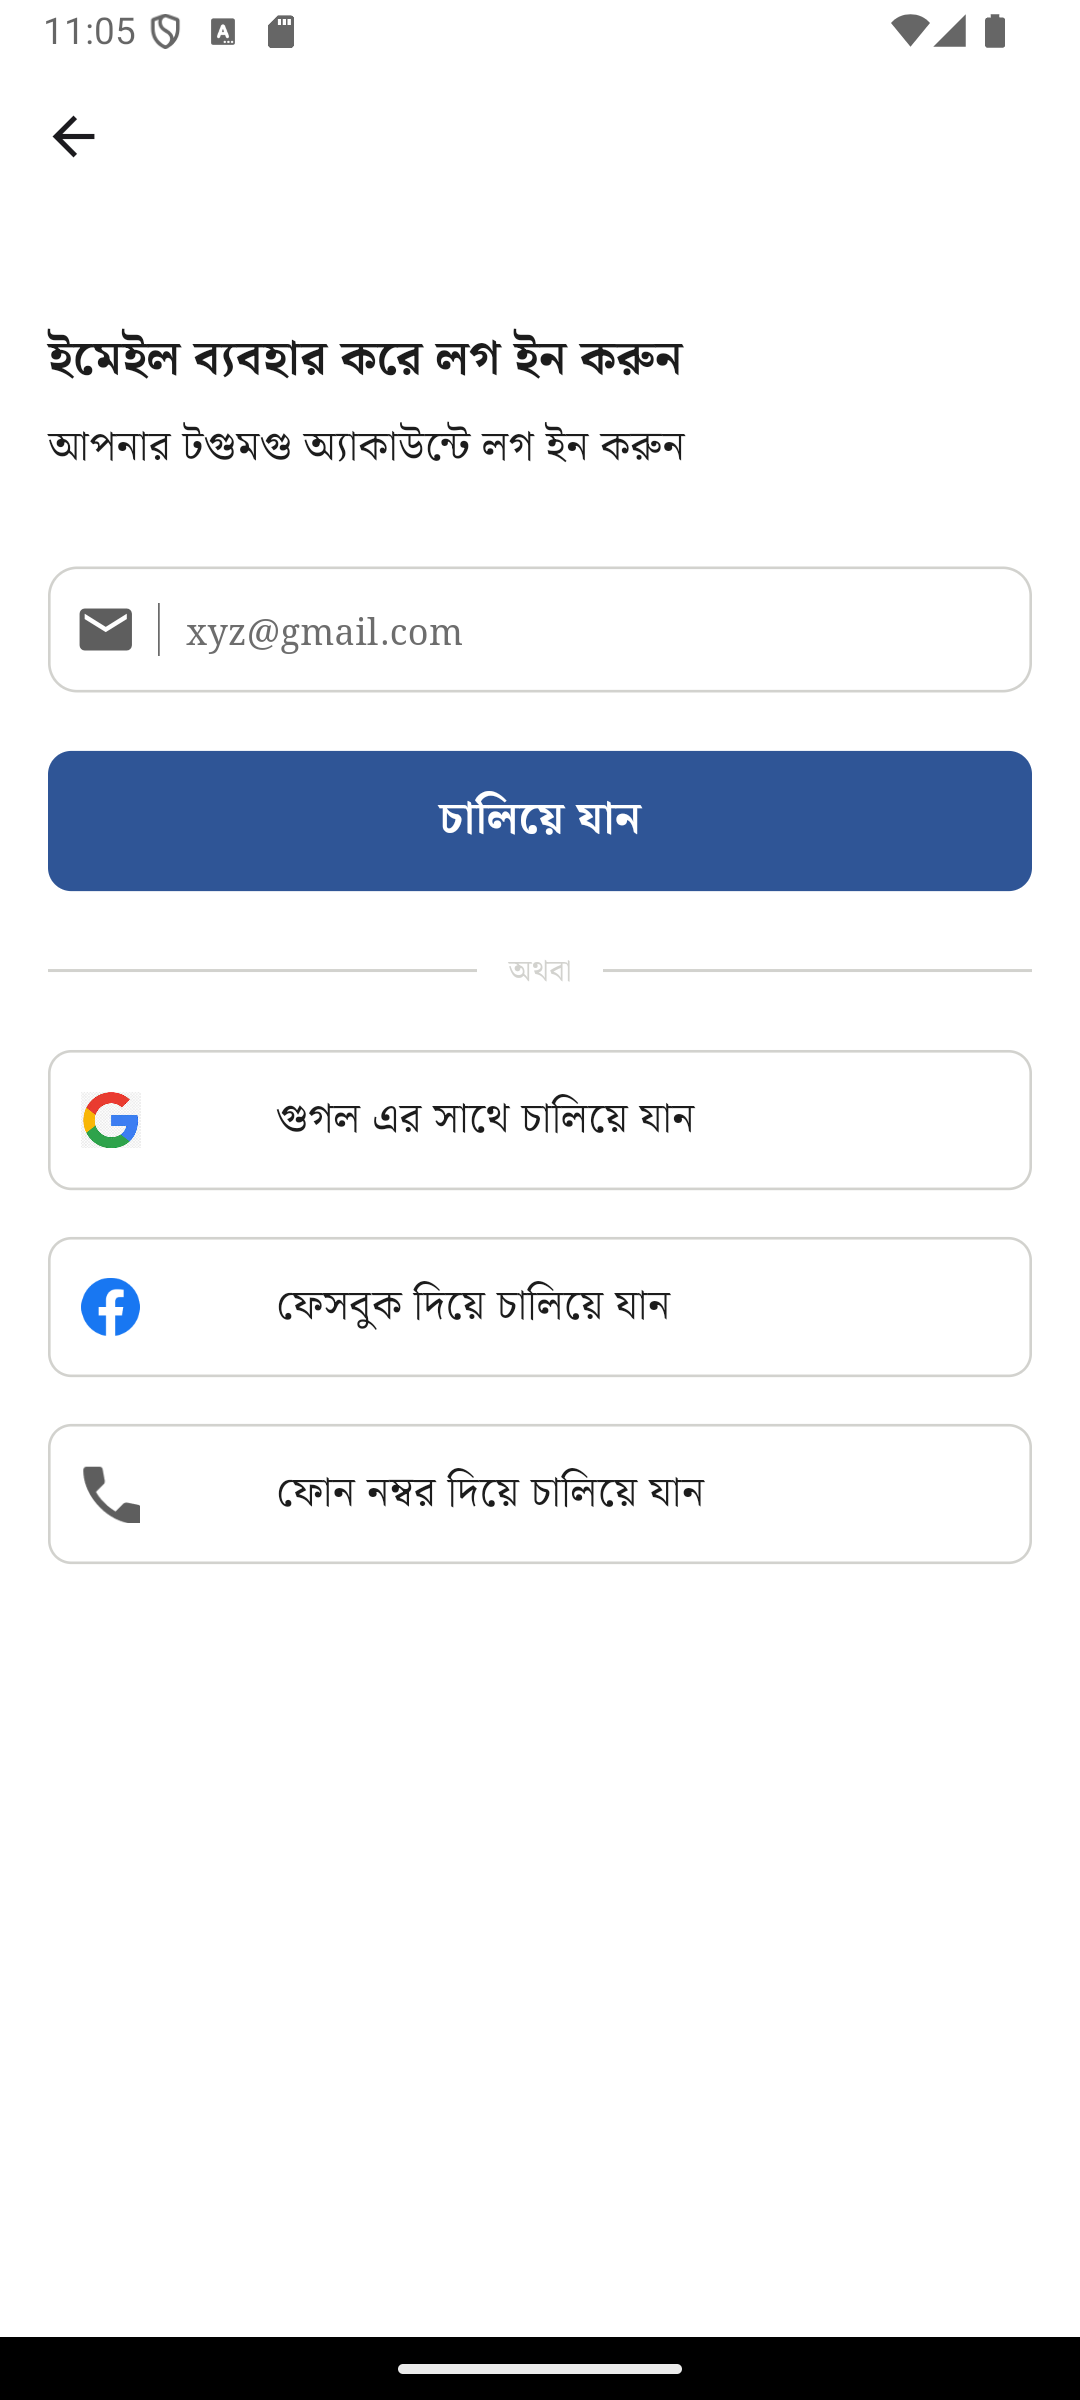 11:05
ইমেইল ব্যবহার করে লগ ইন করুন
আপনার টগুমগু অ্যাকাউন্টে লগ ইন করুন
xyz@gmail.com
চালিয়ে যান
অথবা
গুগল এর সাথে চালিয়ে যান
ফেসবুক দিয়ে চালিয়ে যান
ফোন নম্বর দিয়ে চালিয়ে যান